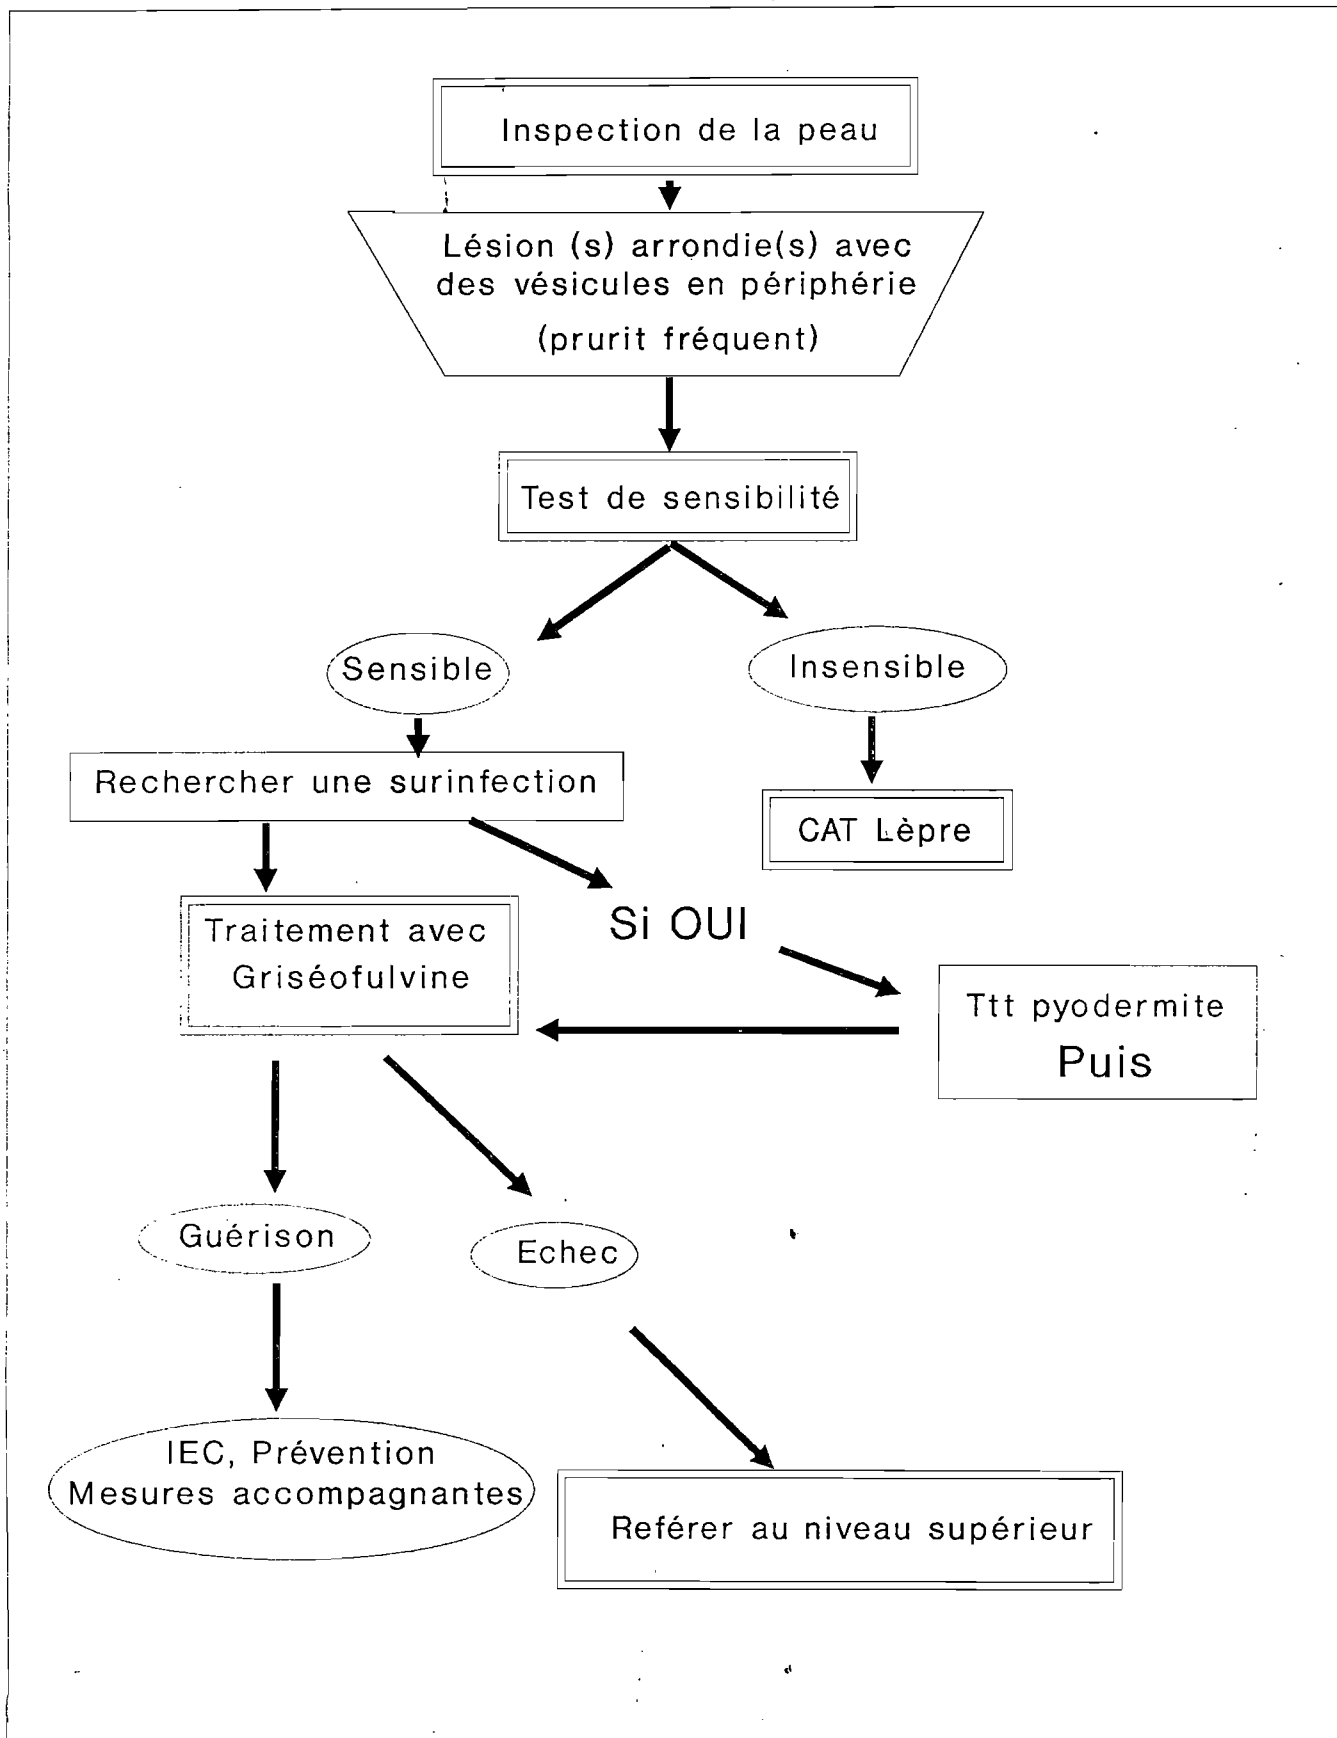 Inspection de la peau
Lésion (s) arrondie(s) avec
des vésicules en périphérie
(prurit fréquent)
Test de sensibilité
Sensible
Insensible
Rechercher une surinfection
CAT Lèpre
Traitement avec
Griséofulvine
Si OUI
Ttt pyodermite
Puis
Guérison
Echec
IEC, Prévention
Mesures accompagnantes
Reférer au niveau supérieur